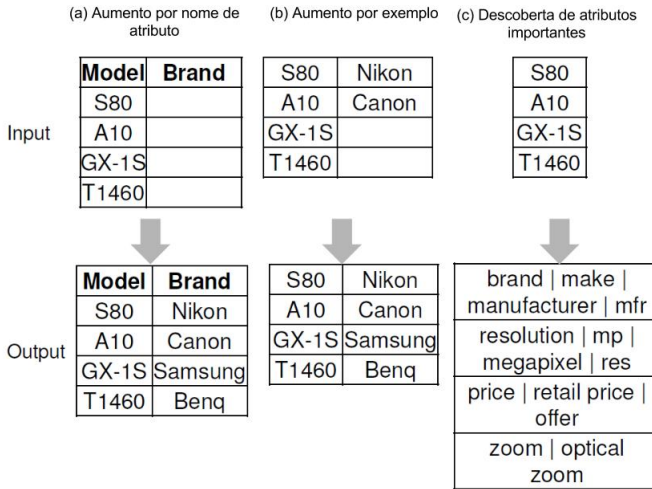 (a) Aumento por nome de
atributo
(b) Aumento por exemplo
(c) Descoberta de atributos
importantes
Input
Model Brand
S80
A10
GX-1S
T1460
S80 Nikon
A10 Canon
GX-1S
T1460
S80
A10
GX-1S
T1460
Output
Model Brand
S80 Nikon
A10 Canon
GX-1S Samsung
T1460 Benq
S80 Nikon
A10 Canon
GX-1S Samsung
T1460 Benq
brand | make |
manufacturer | mfr
resolution | mp |
megapixel | res
price | retail price |
offer
zoom | optical
zoom